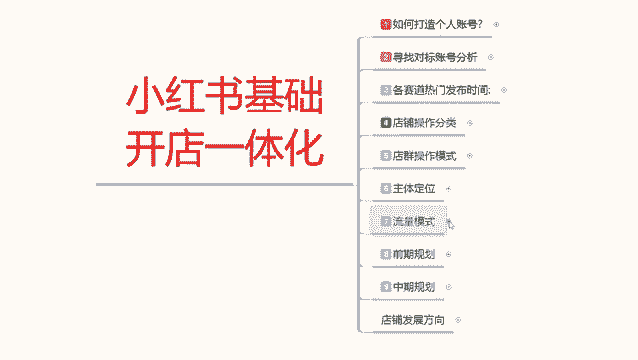 小红书基础
开店一体化
1 如何打造个人账号?
2 寻找对标账号分析
3 各赛道热门发布时间:
4 店铺操作分类
5 店群操作模式
6 主体定位
7 流量模式
8 前期规划
9 中期规划
店铺发展方向